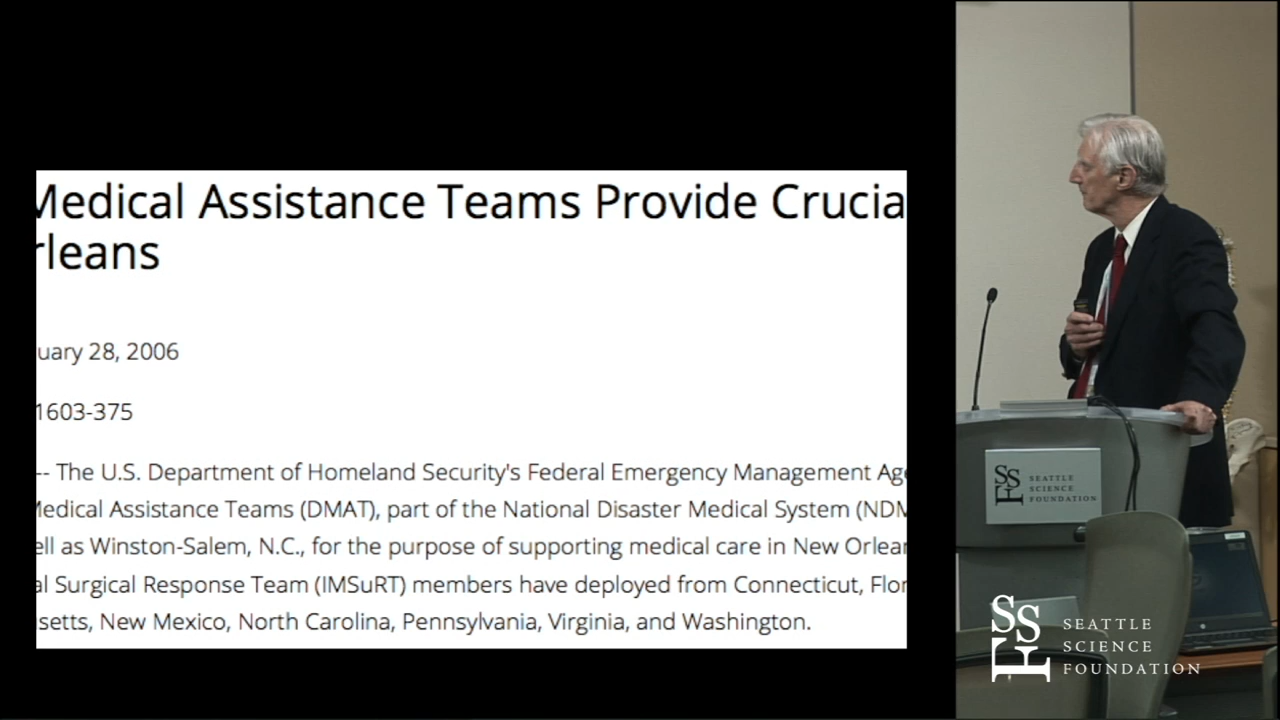 Medical Assistance Teams Provide Crucia
rleans
uary 28, 2006
1603-375
-- The U.S. Department of Homeland Security's Federal Emergency Management Age
Medical Assistance Teams (DMAT), part of the National Disaster Medical System (NDM
ell as Winston-Salem, N.C., for the purpose of supporting medical care in New Orlean
al Surgical Response Team (IMSuRT) members have deployed from Connecticut, Flor
setts, New Mexico, North Carolina, Pennsylvania, Virginia, and Washington.
SSF
SEATTLE
SCIENCE
FOUNDATION
SSF
SEATTLE
SCIENCE
FOUNDATION